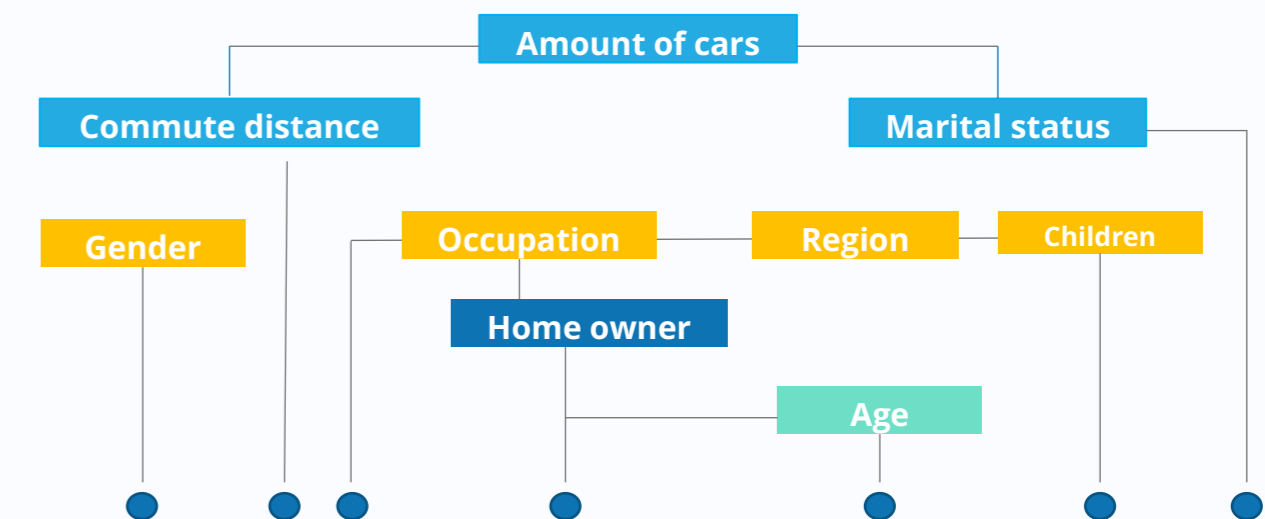 Amount of cars
Commute distance
Marital status
Gender
Occupation
Region
Children
Home owner
Age